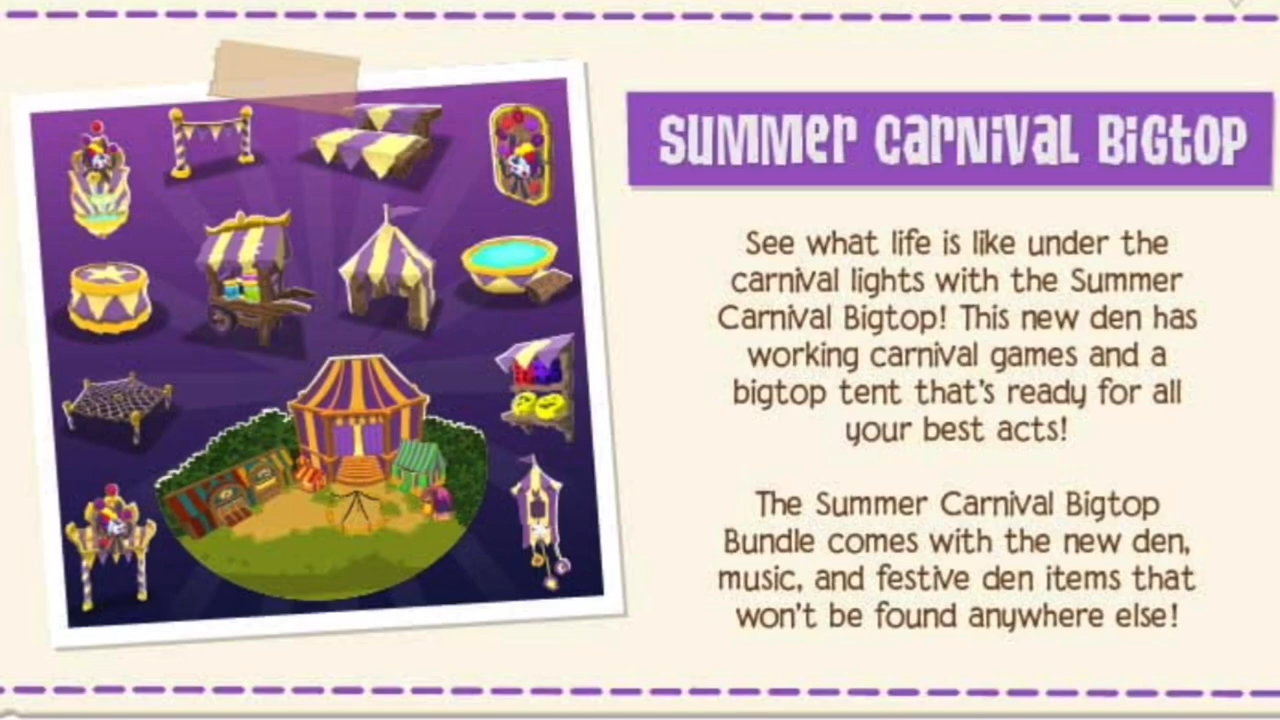 Summer Carnival Bigtop
See what life is like under the
carnival lights with the Summer
Carnival Bigtop! This new den has
working carnival games and a
bigtop tent that's ready for all
your best acts!
The Summer Carnival Bigtop
Bundle comes with the new den,
music, and festive den items that
won't be found anywhere else!